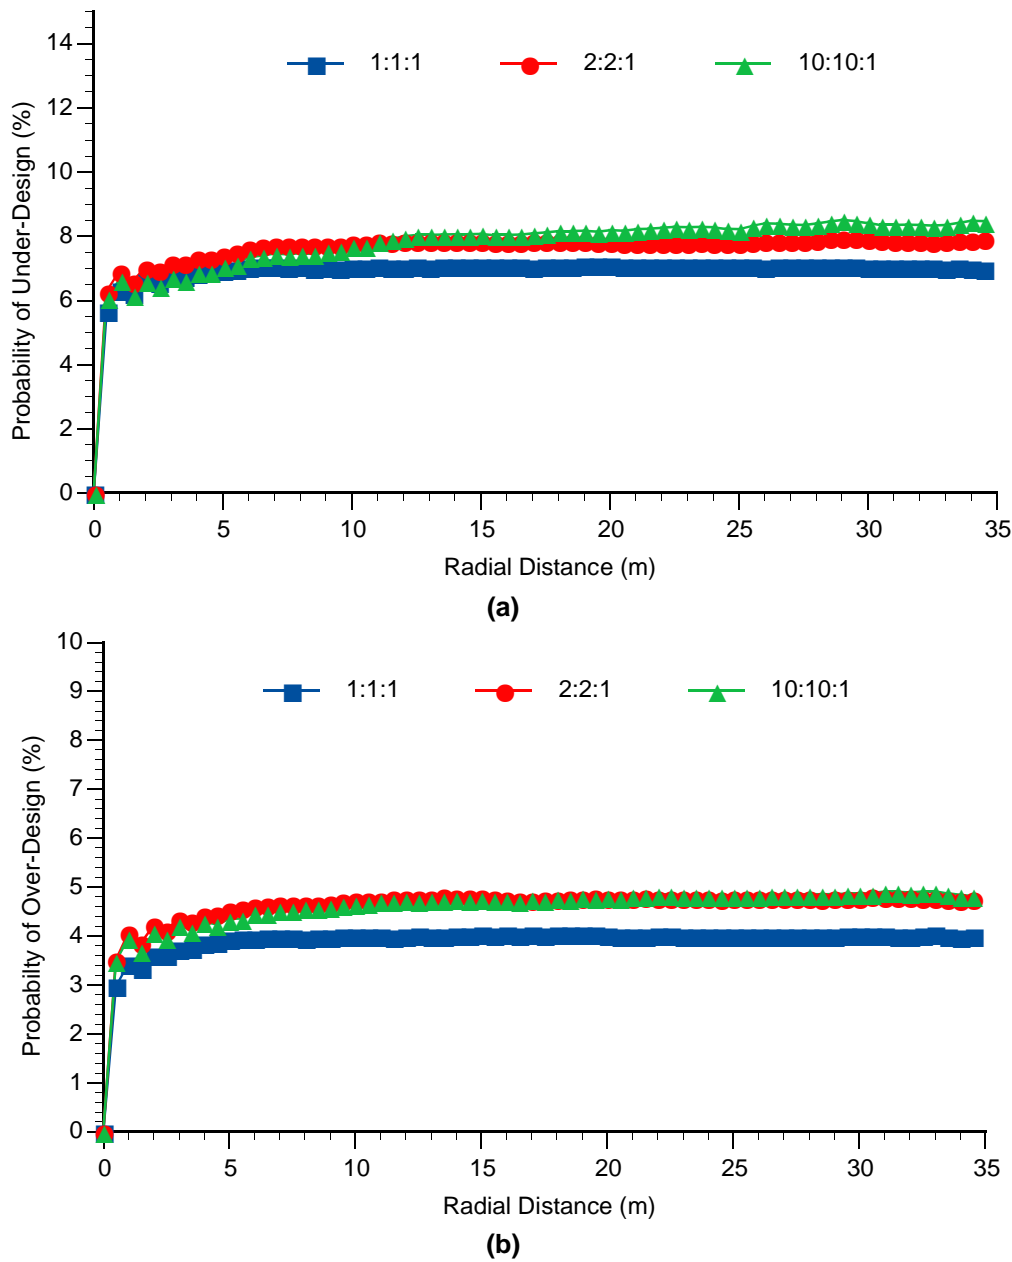 14
12
10
8
6
4
2
0
Probability of Under-Design (%)
1:1:1 2:2:1 10:10:1
0 5 10 15 20 25 30 35
Radial Distance (m)
(a)
10
9
8
7
6
5
4
3
2
1
0
Probabilty of Over-Design (%)
1:1:1 2:2:1 10:10:1
0 5 10 15 20 25 30 35
Radial Distance (m)
(b)